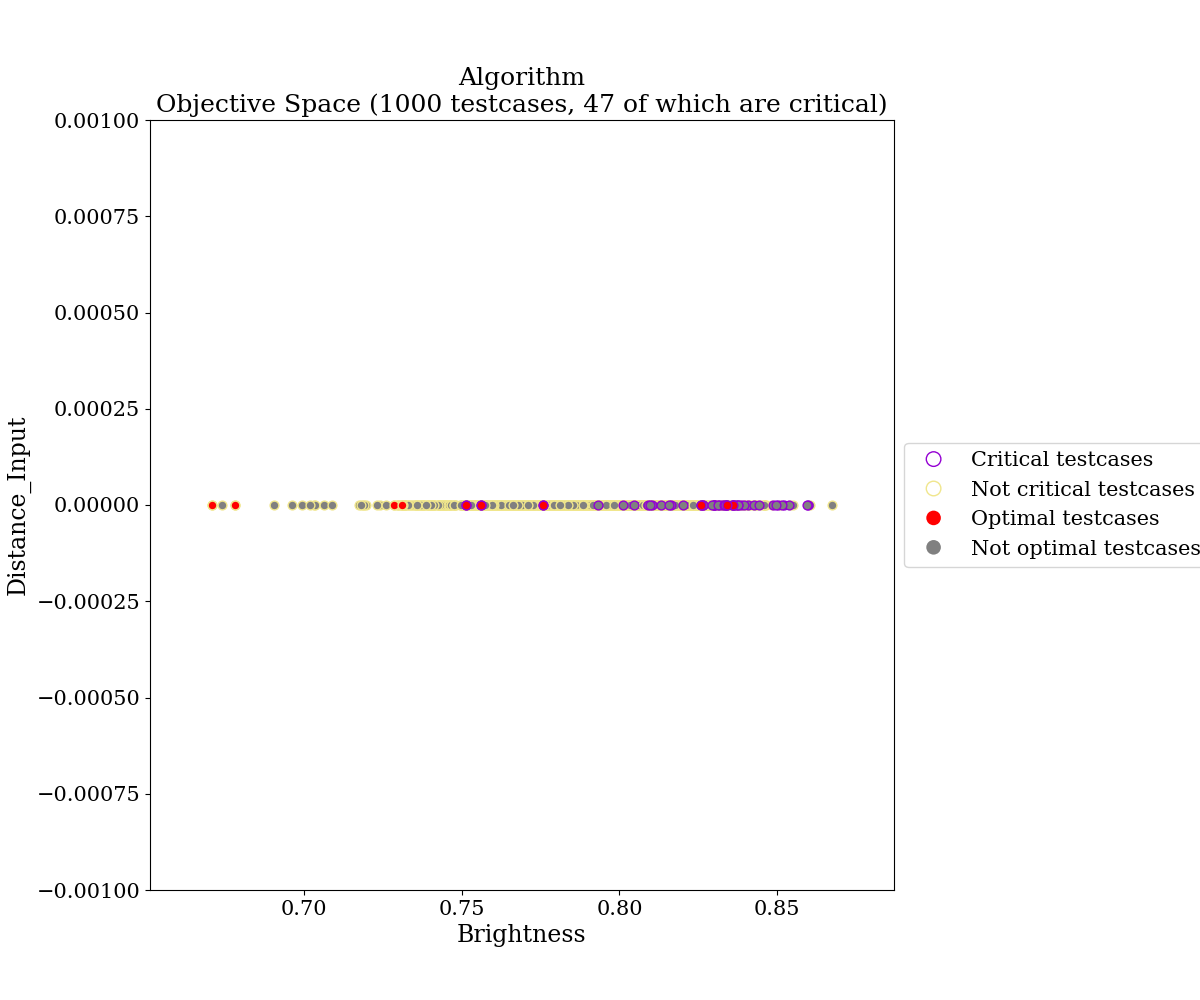 Algorithm
Objective Space (1000 testcases, 47 of which are critical)
0.00100
0.00075
0.00050
0.00025
0.00000
−0.00025
−0.00050
−0.00075
−0.00100
Distance_Input
0.70 0.75 0.80 0.85
Brightness
Critical testcases
Not critical testcases
Optimal testcases
Not optimal testcases